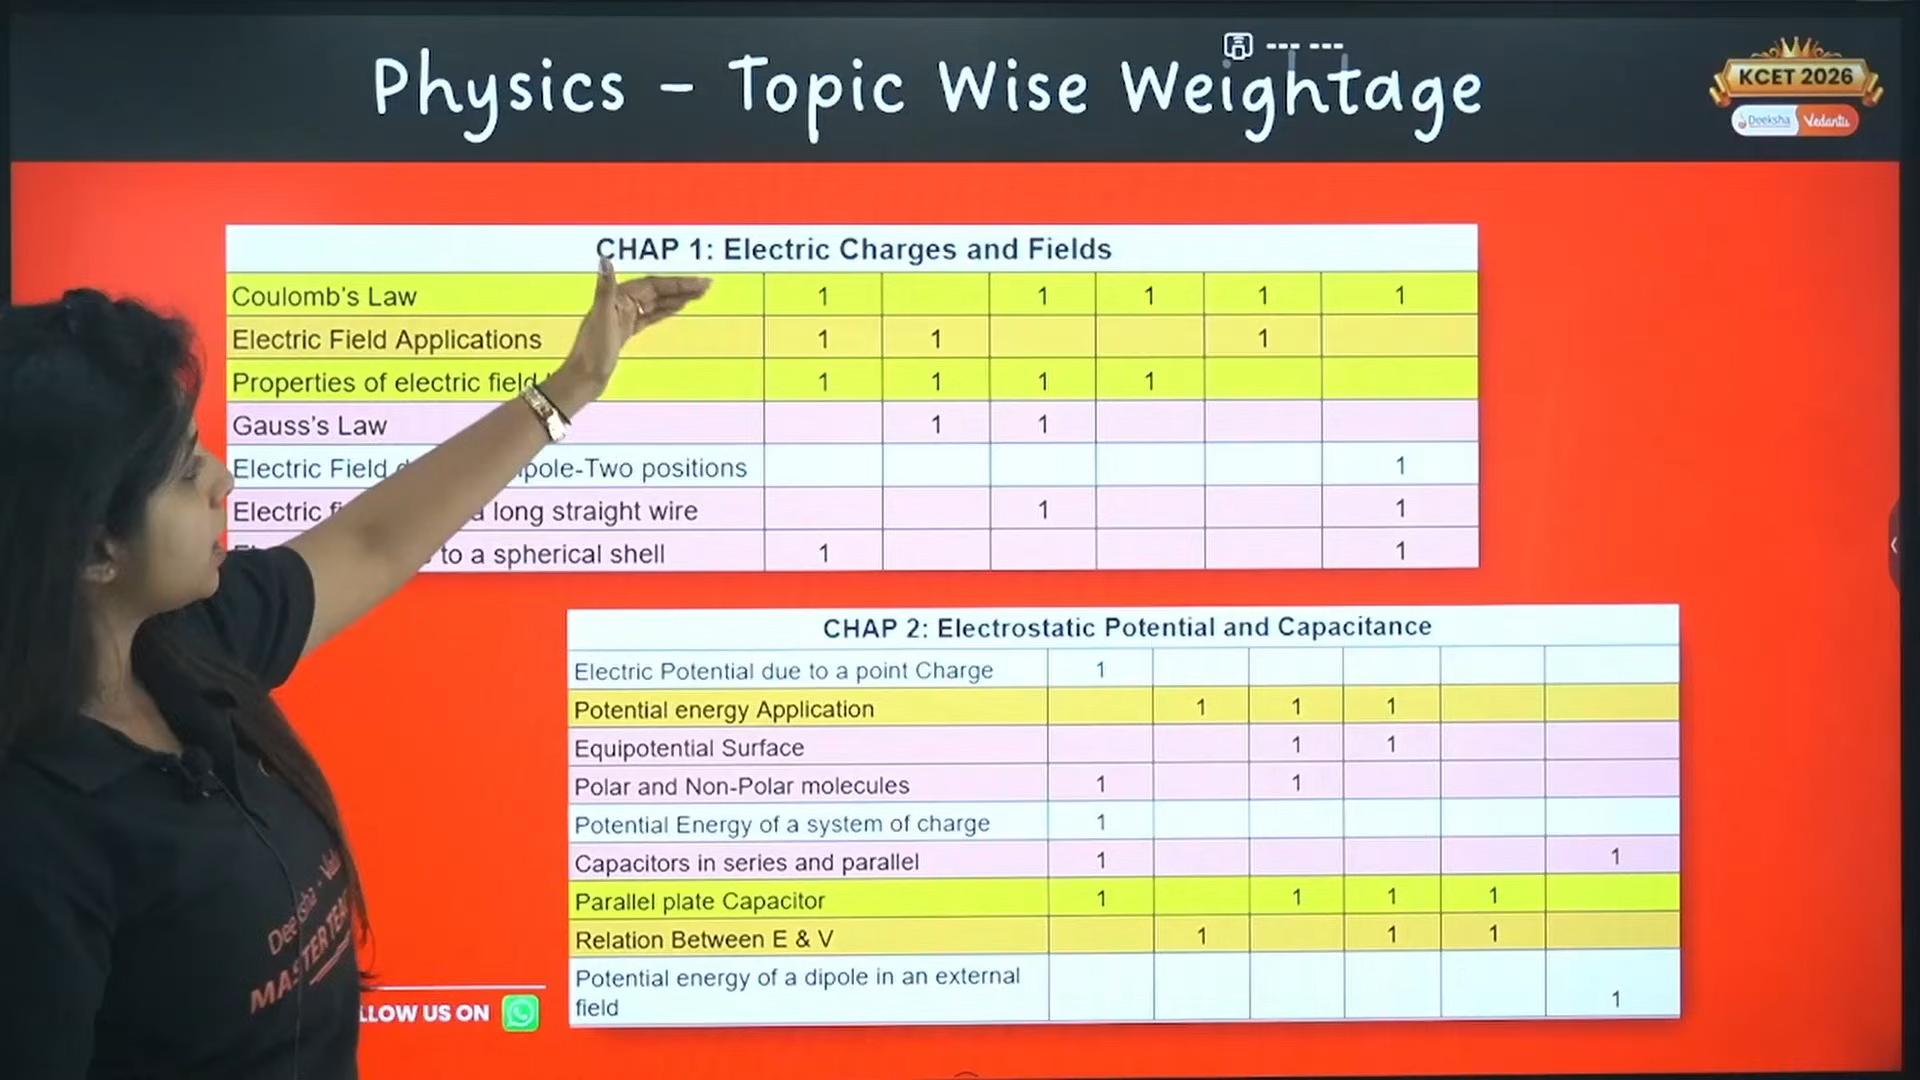 Physics - Topic Wise Weightage
KCET 2026
Deeksha Vedantu
CHAP 1: Electric Charges and Fields
Coulomb's Law 1 1 1 1 1
Electric Field Applications 1 1 1
Properties of electric field 1 1 1 1
Gauss's Law 1 1
Electric Field pole-Two positions 1
Electric long straight wire 1 1
to a spherical shell 1 1
CHAP 2: Electrostatic Potential and Capacitance
Electric Potential due to a point Charge 1
Potential energy Application 1 1 1
Equipotential Surface 1 1
Polar and Non-Polar molecules 1 1
Potential Energy of a system of charge 1
Capacitors in series and parallel 1 1
Parallel plate Capacitor 1 1 1 1
Relation Between E & V 1 1 1
Potential energy of a dipole in an external
field 1
LLOW US ON
MASTER TEA